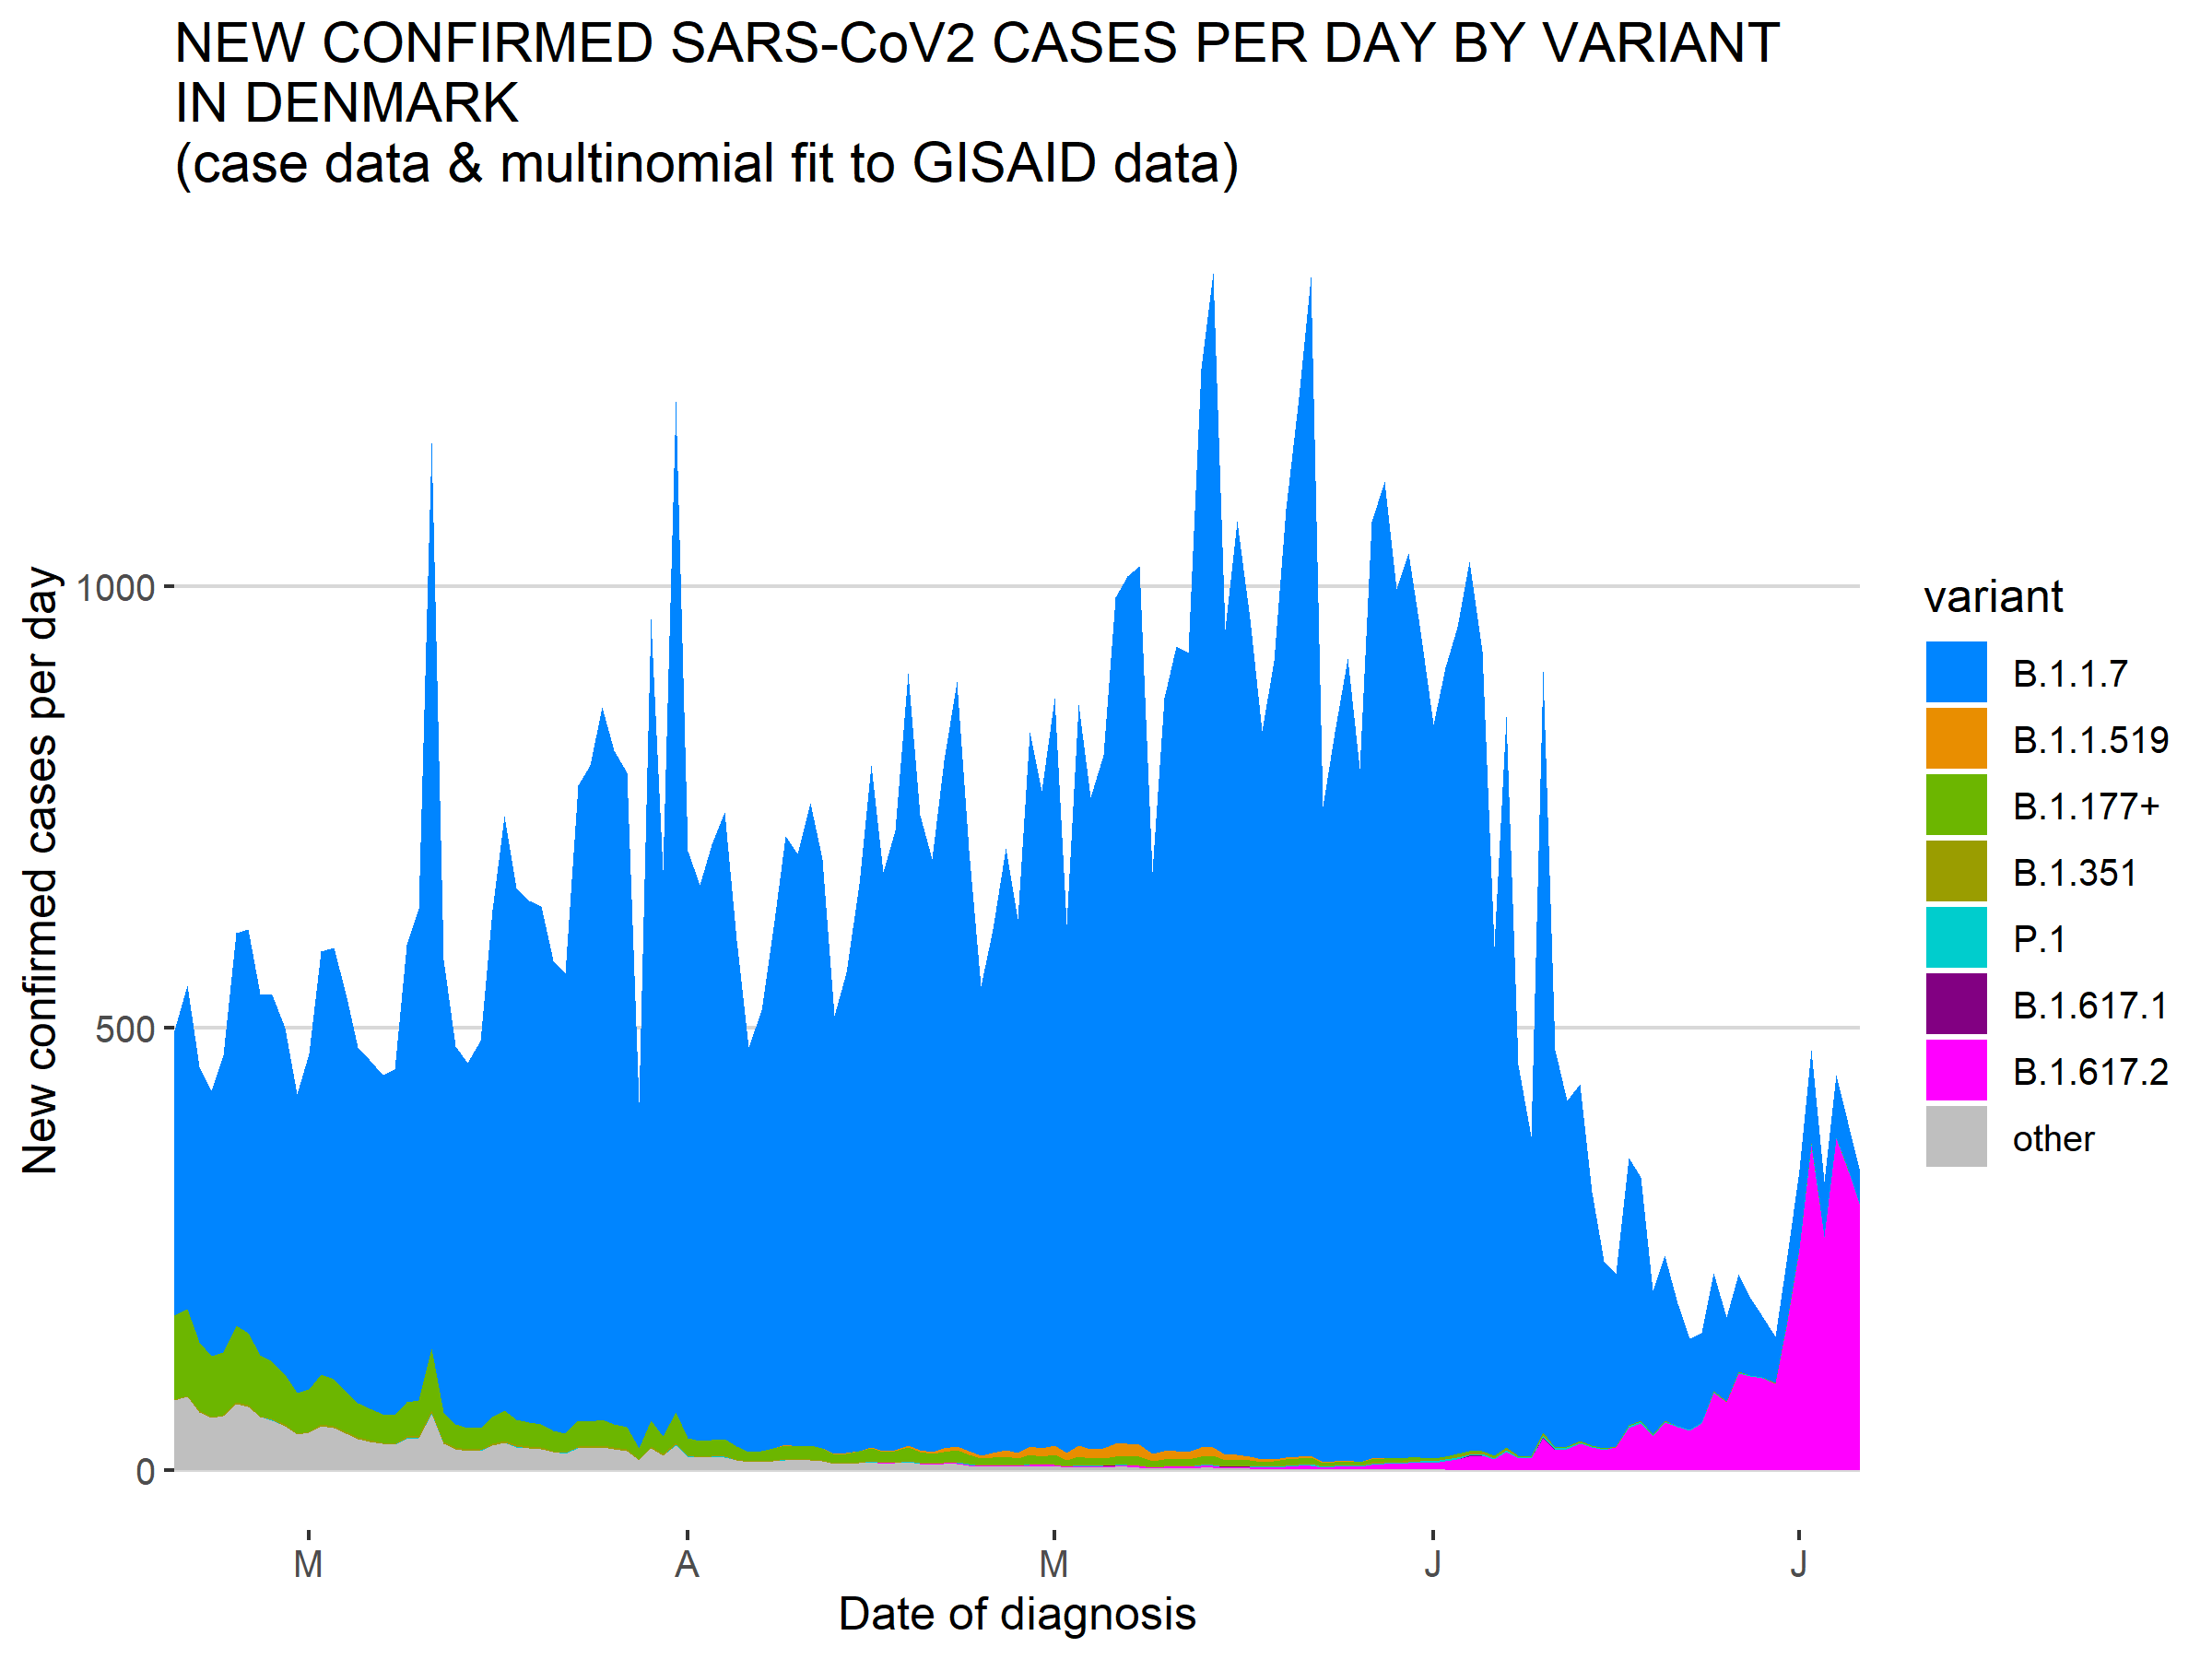 NEW CONFIRMED SARS-CoV2 CASES PER DAY BY VARIANT
IN DENMARK
(case data & multinomial fit to GISAID data)
New confirmed cases per day
1000
500
0
M
A
M
J
J
Date of diagnosis
variant
B.1.1.7
B.1.1.519
B.1.177+
B.1.351
P.1
B.1.617.1
B.1.617.2
other